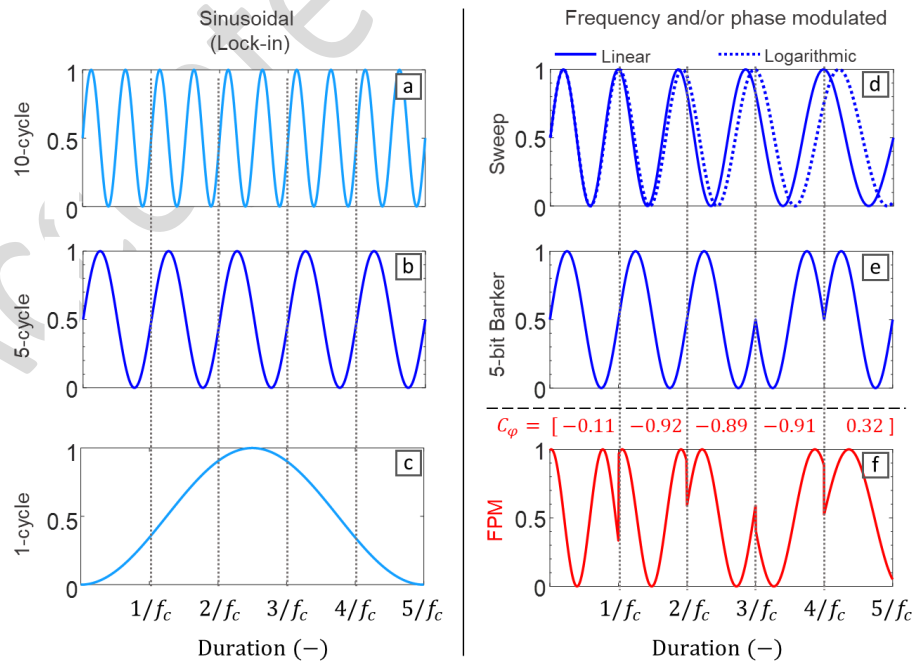 Sinusoidal
(Lock-in)
10-cycle
1
0.5
0
a
5-cycle
1
0.5
0
b
1-cycle
1
0.5
0
c
1/f_c 2/f_c 3/f_c 4/f_c 5/f_c
Duration (−)
Frequency and/or phase modulated
Linear Logarithmic
Sweep
1
0.5
0
d
5-bit Barker
1
0.5
0
e
C_φ = [ −0.11 −0.92 −0.89 −0.91 0.32 ]
FPM
1
0.5
0
f
1/f_c 2/f_c 3/f_c 4/f_c 5/f_c
Duration (−)